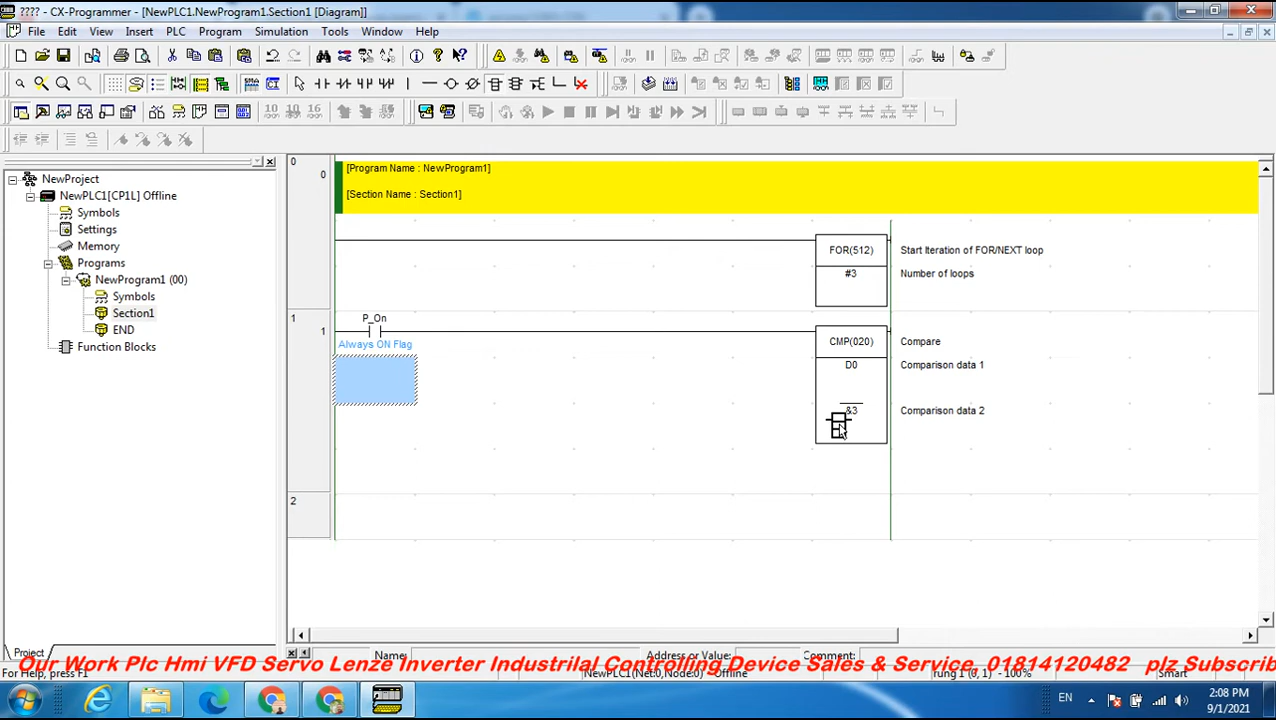 ???? - CX-Programmer - [NewPLC1.NewProgram1.Section1 [Diagram]]
File Edit View Insert PLC Program Simulation Tools Window Help
NewProject
NewPLC1[CP1L] Offline
Symbols
Settings
Memory
Programs
NewProgram1 (00)
Symbols
Section1
END
Function Blocks
Project
0
0
[Program Name : NewProgram1]
[Section Name : Section1]
FOR(512)
Start Iteration of FOR/NEXT loop
#3
Number of loops
1
1
P_On
Always ON Flag
CMP(020)
Compare
D0
Comparison data 1
&3
Comparison data 2
2
Name: Address or Value: Comment:
Our Work Plc Hmi VFD Servo Lenze Inverter Industrilal Controlling Device Sales & Service 01814120482 plz Subscrib
For Help, press F1
NewPLC1(Net:0,Node:0) - Offline
rung 1 (0, 1) - 100%
Smart
EN
2:08 PM
9/1/2021